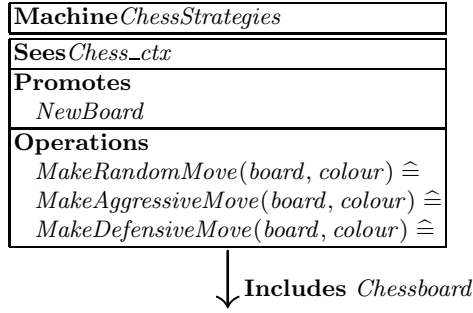 Machine ChessStrategies
Sees Chess_ctx
Promotes
NewBoard
Operations
MakeRandomMove(board, colour) ≙
MakeAggressiveMove(board, colour) ≙
MakeDefensiveMove(board, colour) ≙
Includes Chessboard